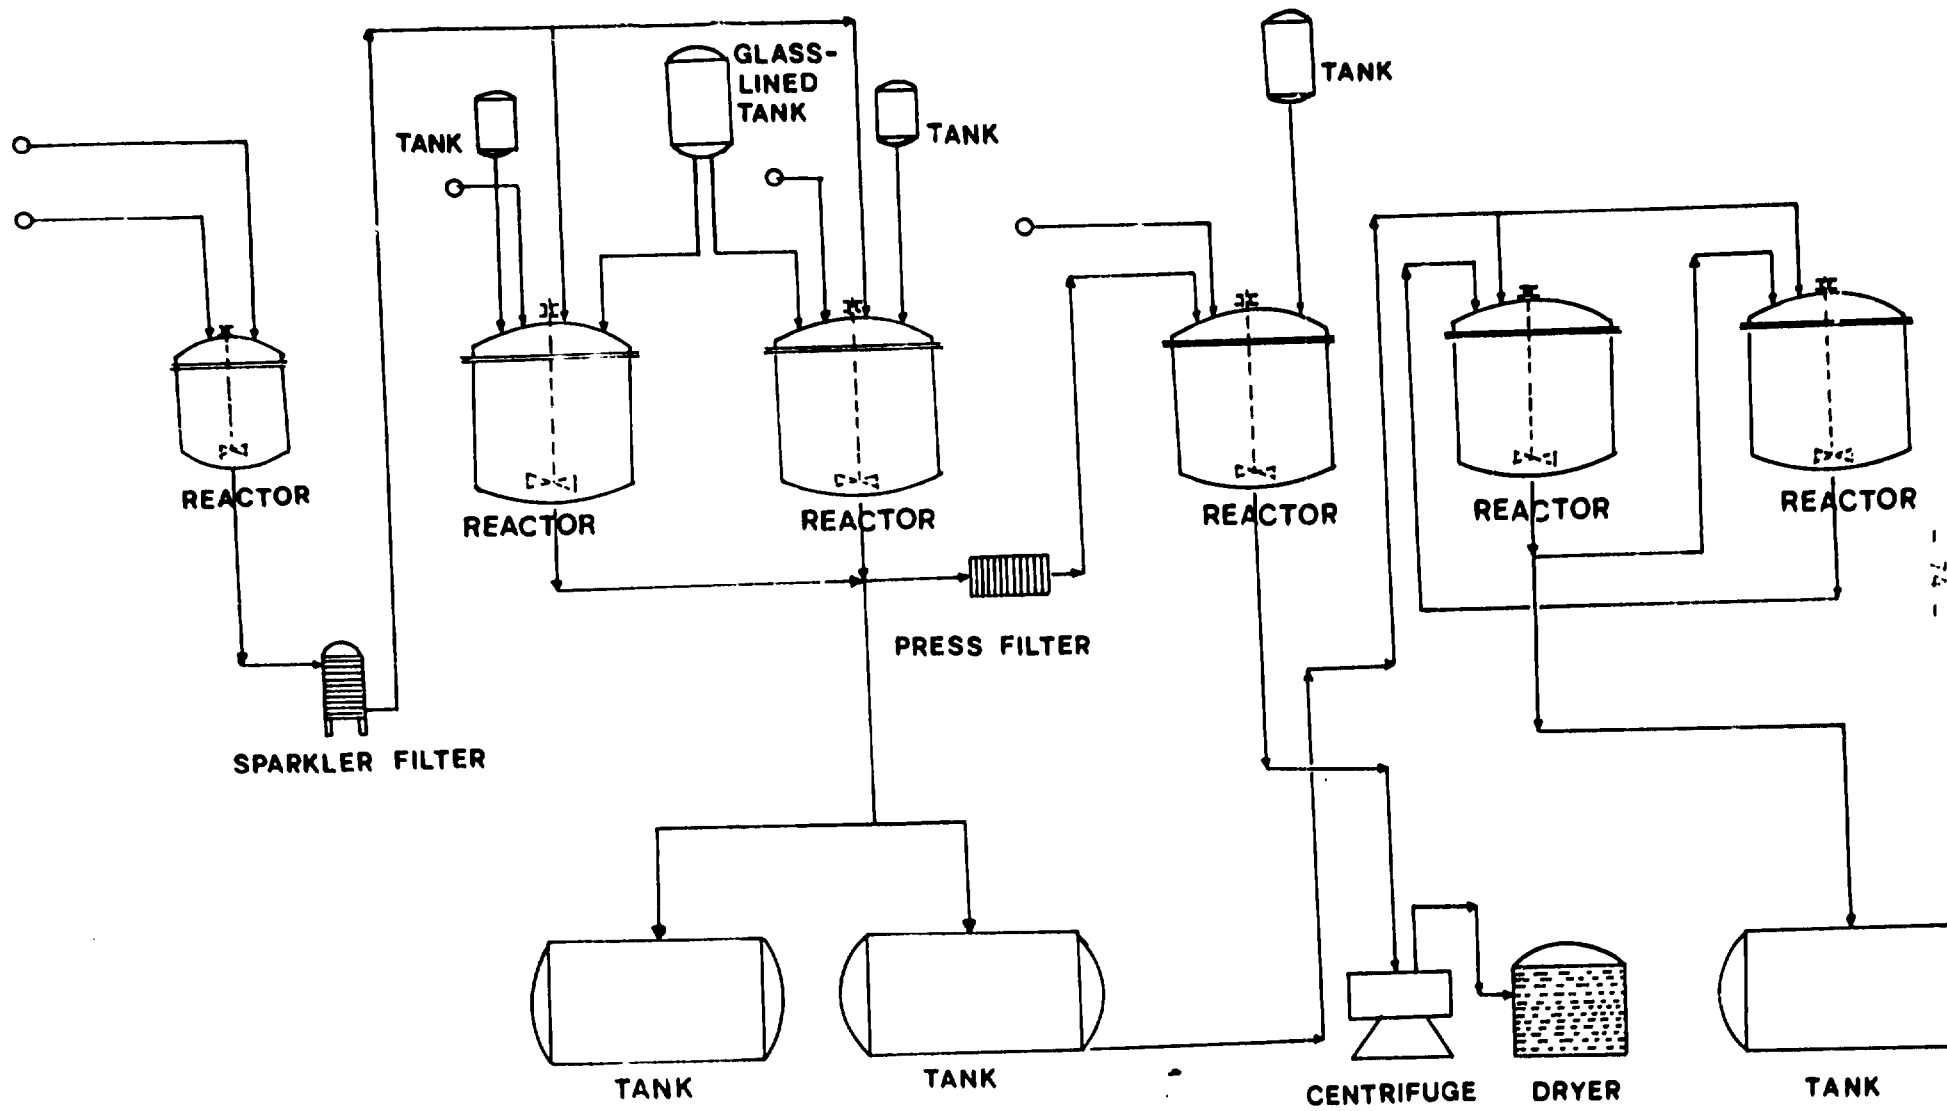 GLASS-
LINED
TANK
TANK
TANK
TANK
REACTOR
REACTOR
REACTOR
REACTOR
REACTOR
REACTOR
PRESS FILTER
SPARKLER FILTER
TANK
TANK
CENTRIFUGE
DRYER
TANK